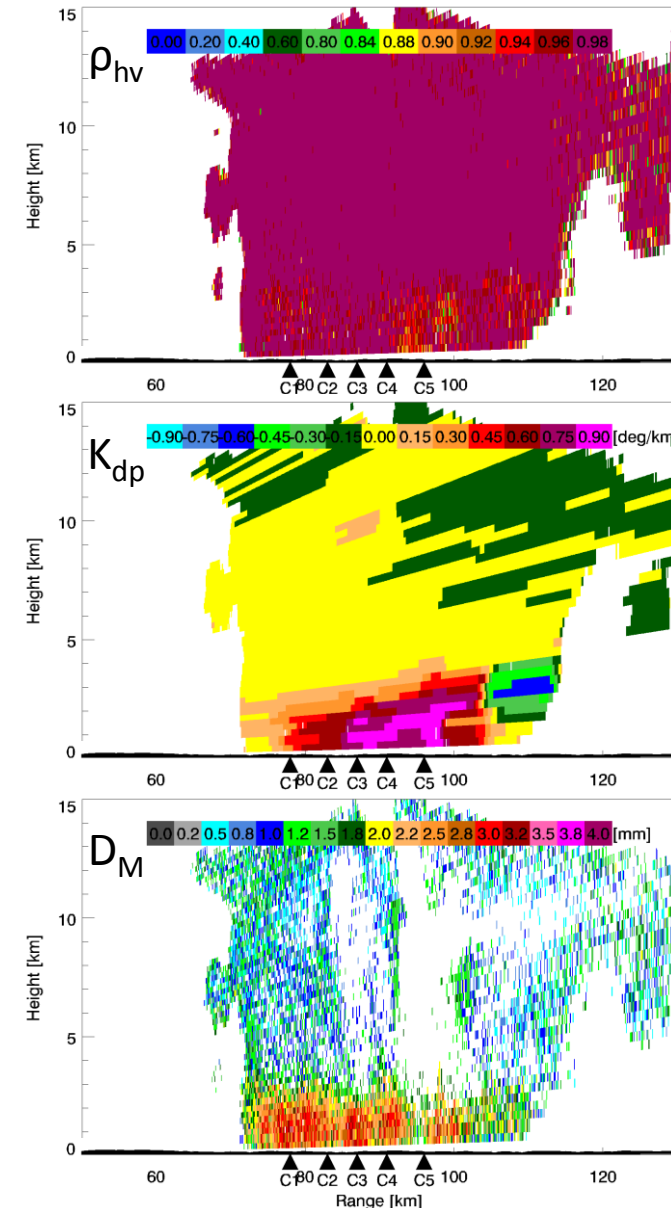 15
0.00 0.20 0.40 0.60 0.80 0.84 0.88 0.90 0.92 0.94 0.96 0.98
ρhv
10
Height [km]
5
0
C1 C2 C3 C4 C5
60 80 100 120
15
-0.90 -0.75 -0.60 -0.45 -0.30 -0.15 0.00 0.15 0.30 0.45 0.60 0.75 0.90 [deg/km]
Kdp
10
Height [km]
5
0
C1 C2 C3 C4 C5
60 80 100 120
15
0.0 0.2 0.5 0.8 1.0 1.2 1.5 1.8 2.0 2.2 2.5 2.8 3.0 3.2 3.5 3.8 4.0 [mm]
DM
10
Height [km]
5
0
C1 C2 C3 C4 C5
60 80 100 120
Range [km]